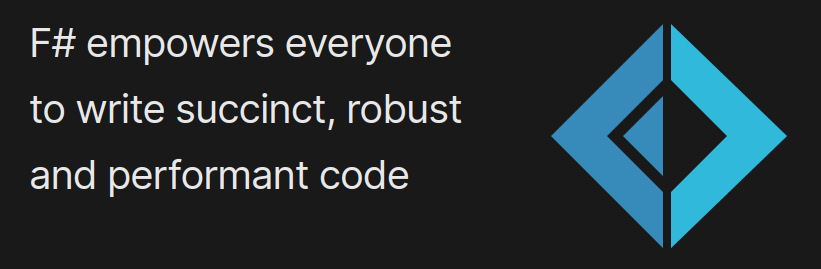 F# empowers everyone
to write succinct, robust
and performant code